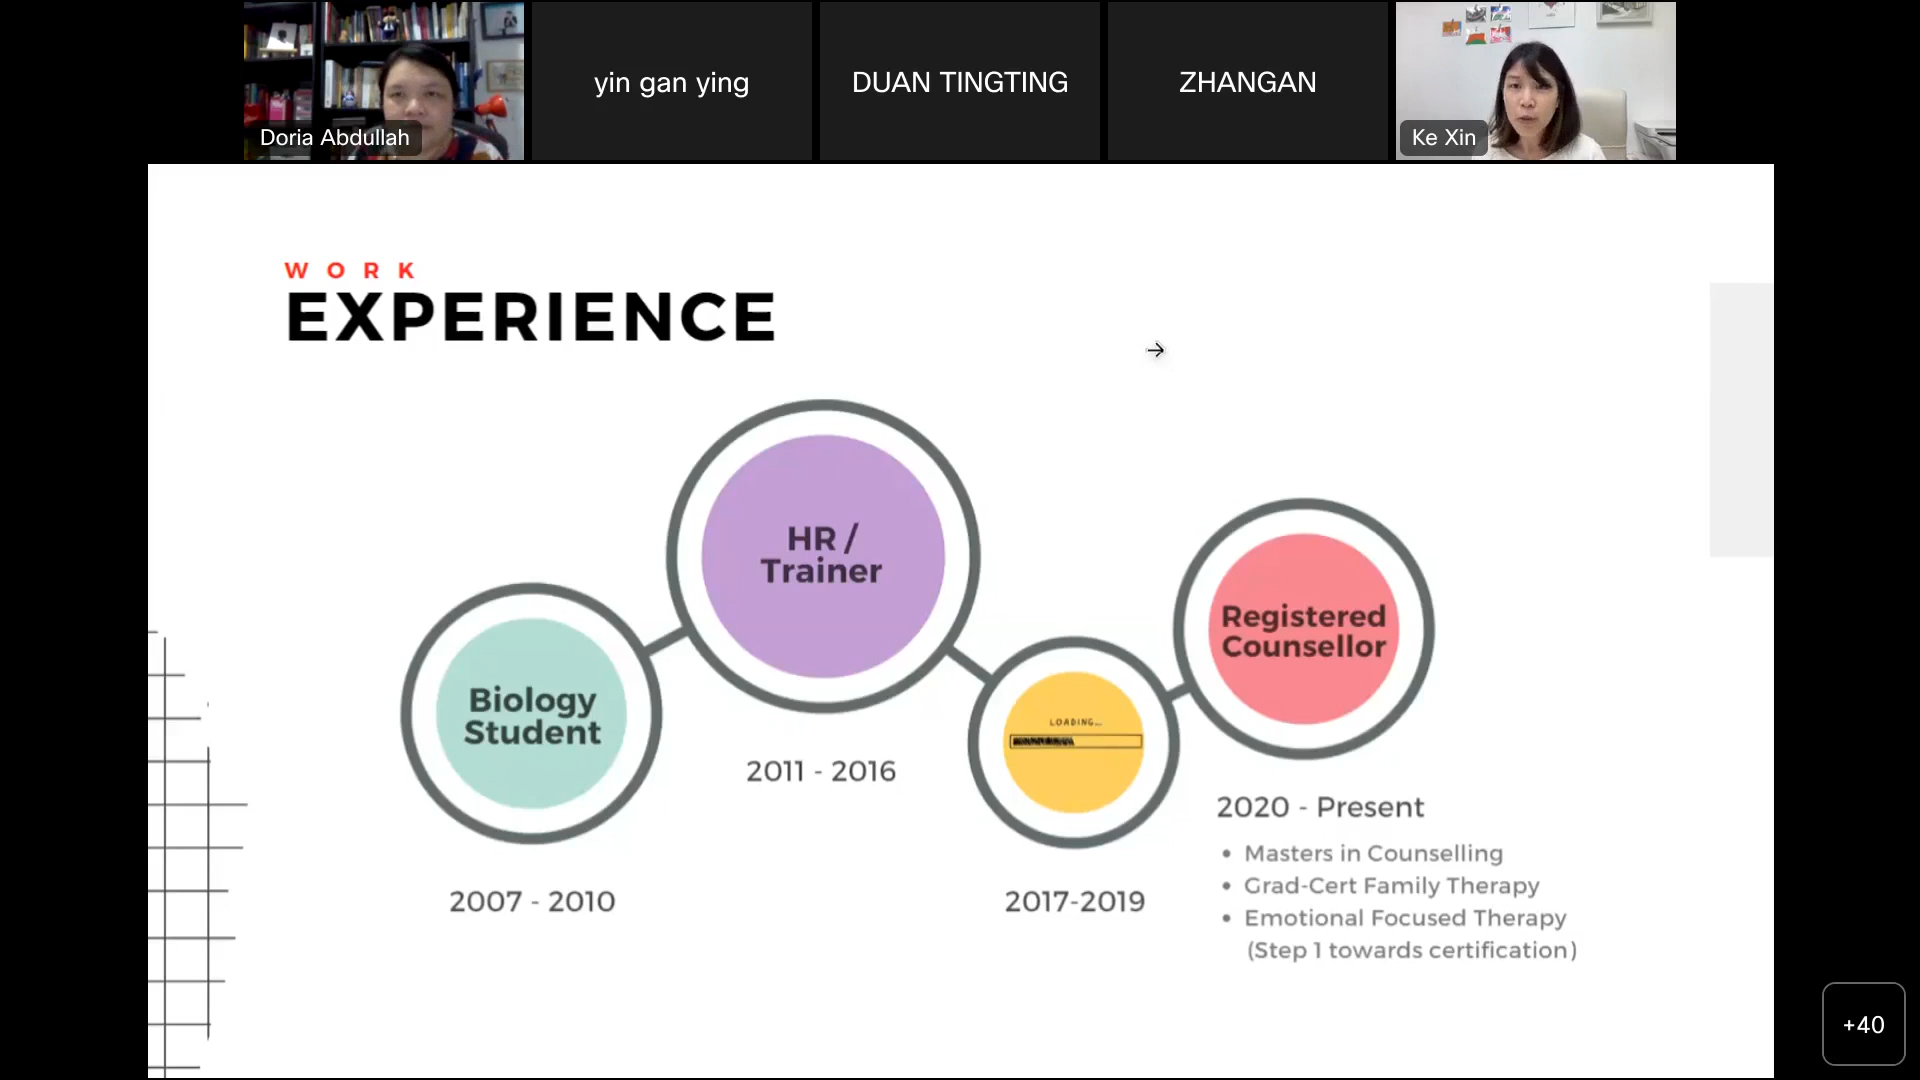 Doria Abdullah
yin gan ying
DUAN TINGTING
ZHANGAN
Ke Xin
WORK
EXPERIENCE
Biology
Student
2007 - 2010
HR /
Trainer
2011 - 2016
LOADING...
2017-2019
Registered
Counsellor
2020 - Present
• Masters in Counselling
• Grad-Cert Family Therapy
• Emotional Focused Therapy
(Step 1 towards certification)
+40